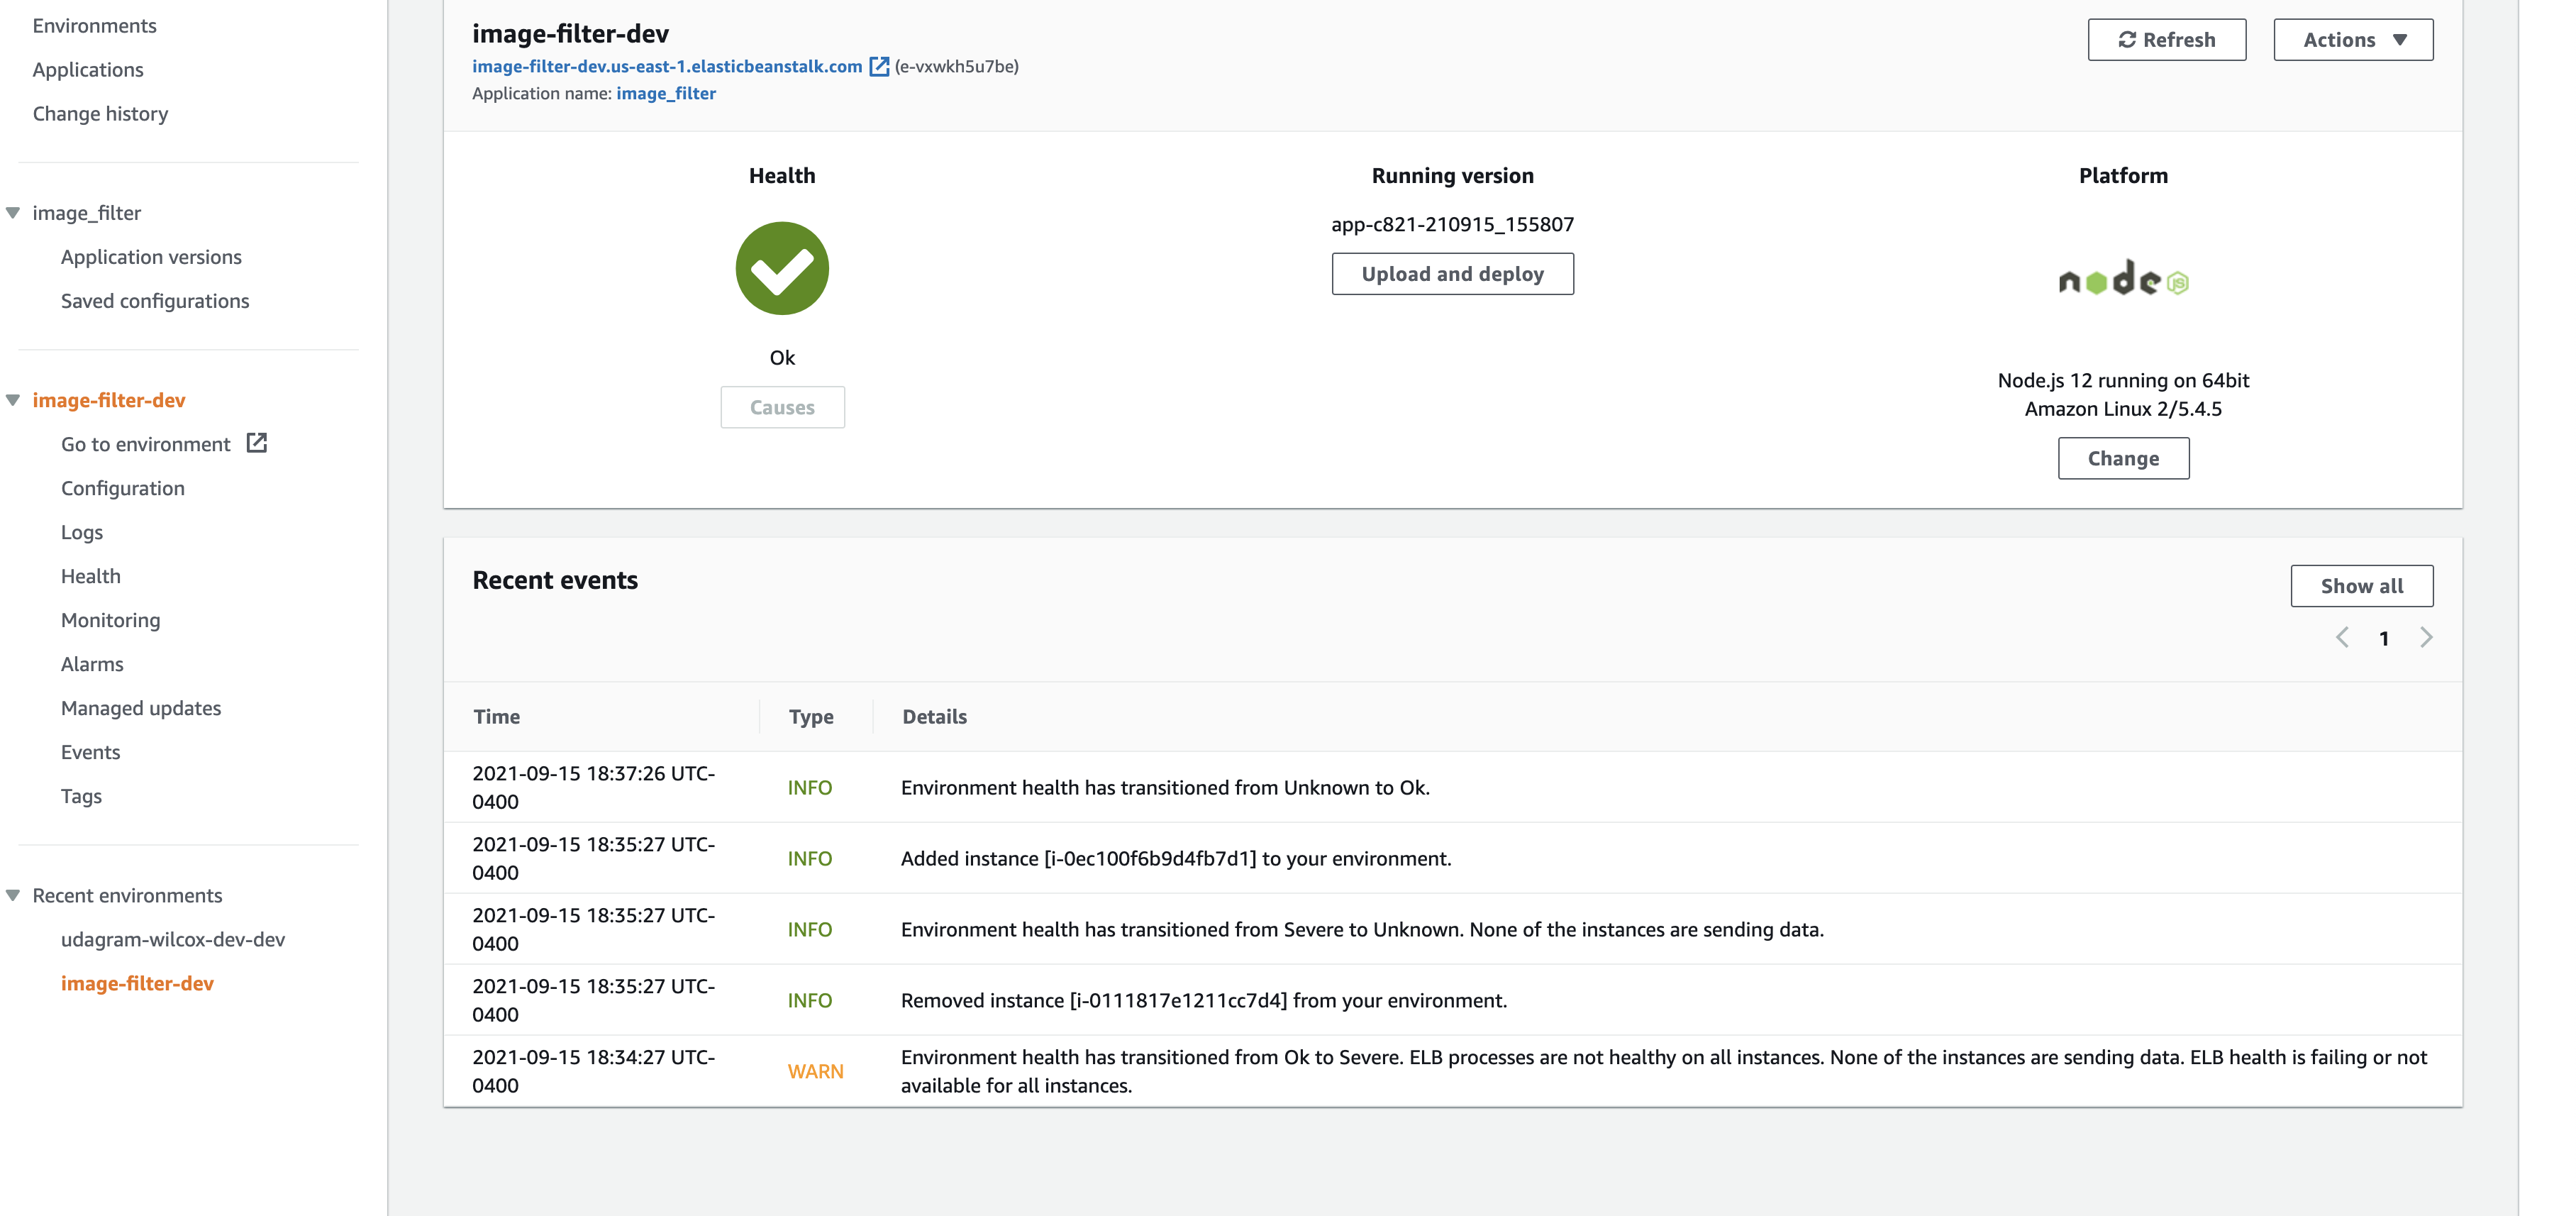 Environments
Applications
Change history
image_filter
Application versions
Saved configurations
image-filter-dev
Go to environment
Configuration
Logs
Health
Monitoring
Alarms
Managed updates
Events
Tags
Recent environments
udagram-wilcox-dev-dev
image-filter-dev
image-filter-dev
image-filter-dev.us-east-1.elasticbeanstalk.com (e-vxwkh5u7be)
Application name: image_filter
Refresh
Actions
Health
Ok
Causes
Running version
app-c821-210915_155807
Upload and deploy
Platform
node JS
Node.js 12 running on 64bit
Amazon Linux 2/5.4.5
Change
Recent events
Show all
1
Time Type Details
2021-09-15 18:37:26 UTC-
0400
INFO
Environment health has transitioned from Unknown to Ok.
2021-09-15 18:35:27 UTC-
0400
INFO
Added instance [i-0ec100f6b9d4fb7d1] to your environment.
2021-09-15 18:35:27 UTC-
0400
INFO
Environment health has transitioned from Severe to Unknown. None of the instances are sending data.
2021-09-15 18:35:27 UTC-
0400
INFO
Removed instance [i-0111817e1211cc7d4] from your environment.
2021-09-15 18:34:27 UTC-
0400
WARN
Environment health has transitioned from Ok to Severe. ELB processes are not healthy on all instances. None of the instances are sending data. ELB health is failing or not
available for all instances.